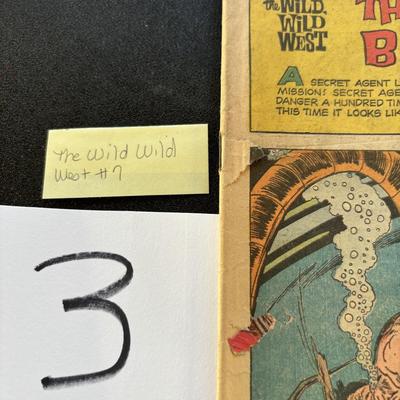 the WILD,
WILD
WEST
TH
B
A SECRET AGENT L
MISSION: SECRET AGE
DANGER A HUNDRED TIM
THIS TIME IT LOOKS LIK
The Wild Wild
West #7
3